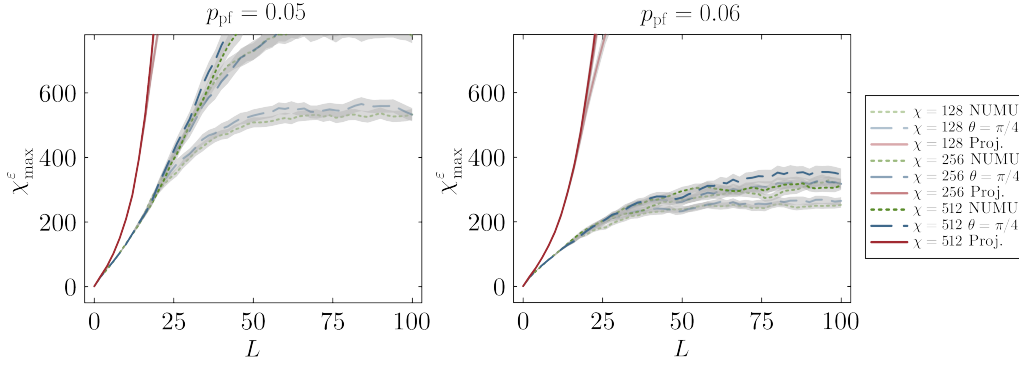 p_pf = 0.05
p_pf = 0.06
χ^ε_max
600
400
200
0
0 25 50 75 100
L
χ^ε_max
600
400
200
0
0 25 50 75 100
L
χ = 128 NUMU
χ = 128 θ = π/4
χ = 128 Proj.
χ = 256 NUMU
χ = 256 θ = π/4
χ = 256 Proj.
χ = 512 NUMU
χ = 512 θ = π/4
χ = 512 Proj.